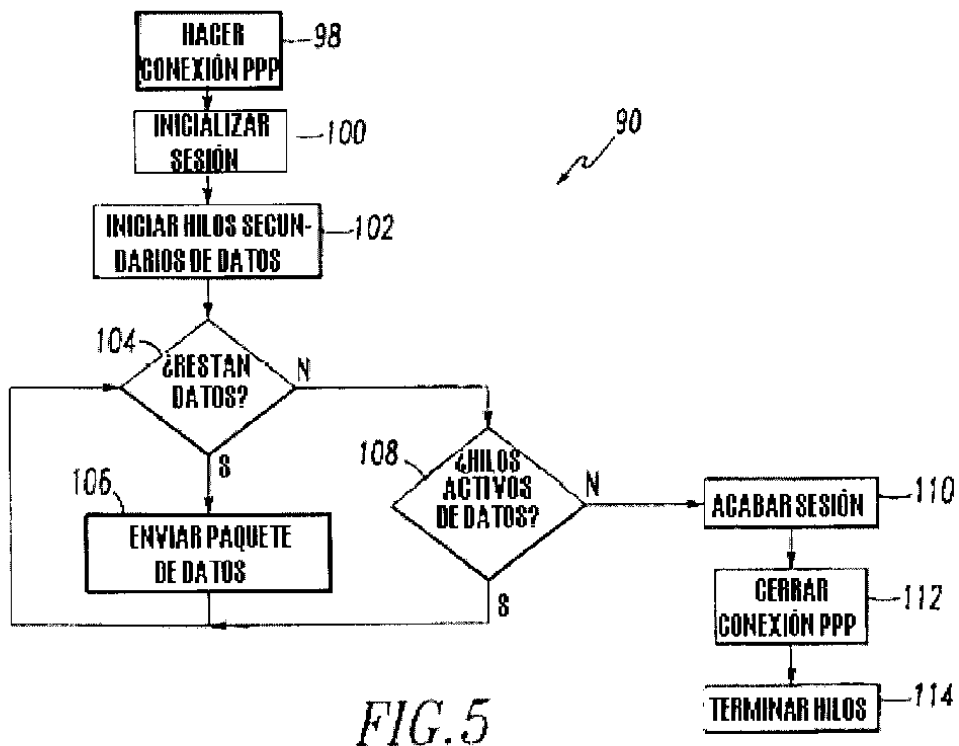 HACER
CONEXIÓN PPP
98
INICIALIZAR
SESIÓN
100
90
INICIAR HILOS SECUN-
DARIOS DE DATOS
102
104
¿RESTAN
DATOS?
N
S
106
ENVIAR PAQUETE
DE DATOS
108
¿HILOS
ACTIVOS
DE DATOS?
N
S
ACABAR SESIÓN
110
CERRAR
CONEXIÓN PPP
112
TERMINAR HILOS
114
FIG.5